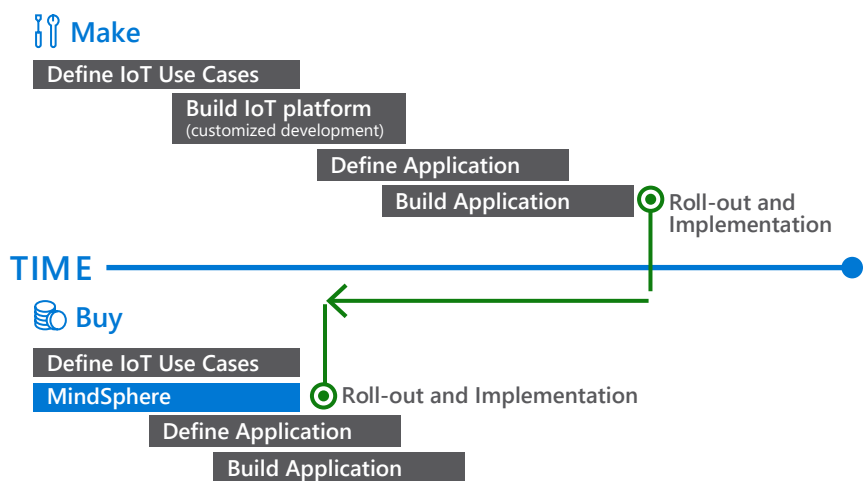 Make
Define IoT Use Cases
Build IoT platform
(customized development)
Define Application
Build Application
Roll-out and
Implementation
TIME
Buy
Define IoT Use Cases
MindSphere
Roll-out and Implementation
Define Application
Build Application